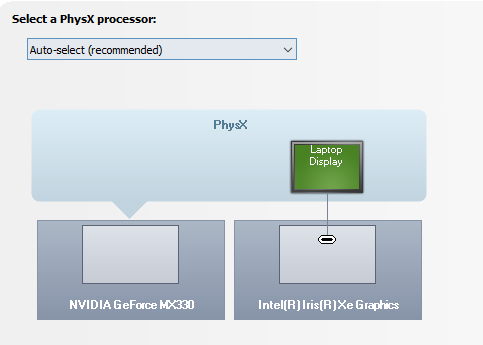 Select a PhysX processor:
Auto-select (recommended)
PhysX
Laptop
Display
NVIDIA GeForce MX330
Intel(R) Iris(R) Xe Graphics